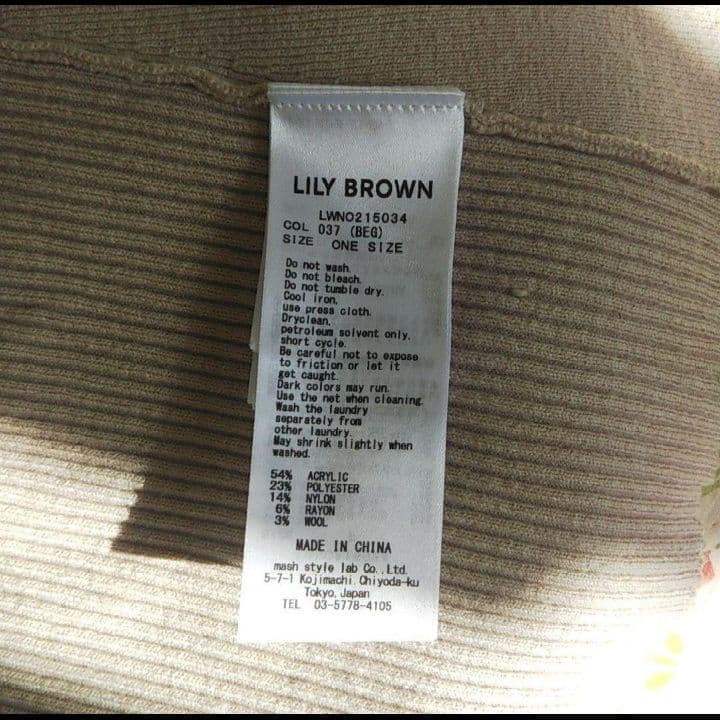 LILY BROWN
LWNO215034
COL 037 (BEG)
SIZE ONE SIZE
Do not wash.
Do not bleach.
Do not tumble dry.
Cool iron.
use press cloth.
Dryclean.
petroleum solvent only.
short cycle.
Be careful not to expose
to friction or let it
get caught.
Dark colors may run.
Use the net when cleaning.
Wash the laundry
separately from
other laundry.
May shrink slightly when
washed.
54% ACRYLIC
23% POLYESTER
14% NYLON
6% RAYON
3% WOOL
MADE IN CHINA
mash style lab Co.,Ltd.
5-7-1 Kojimachi.Chiyoda-ku
Tokyo,Japan
TEL 03-5778-4105